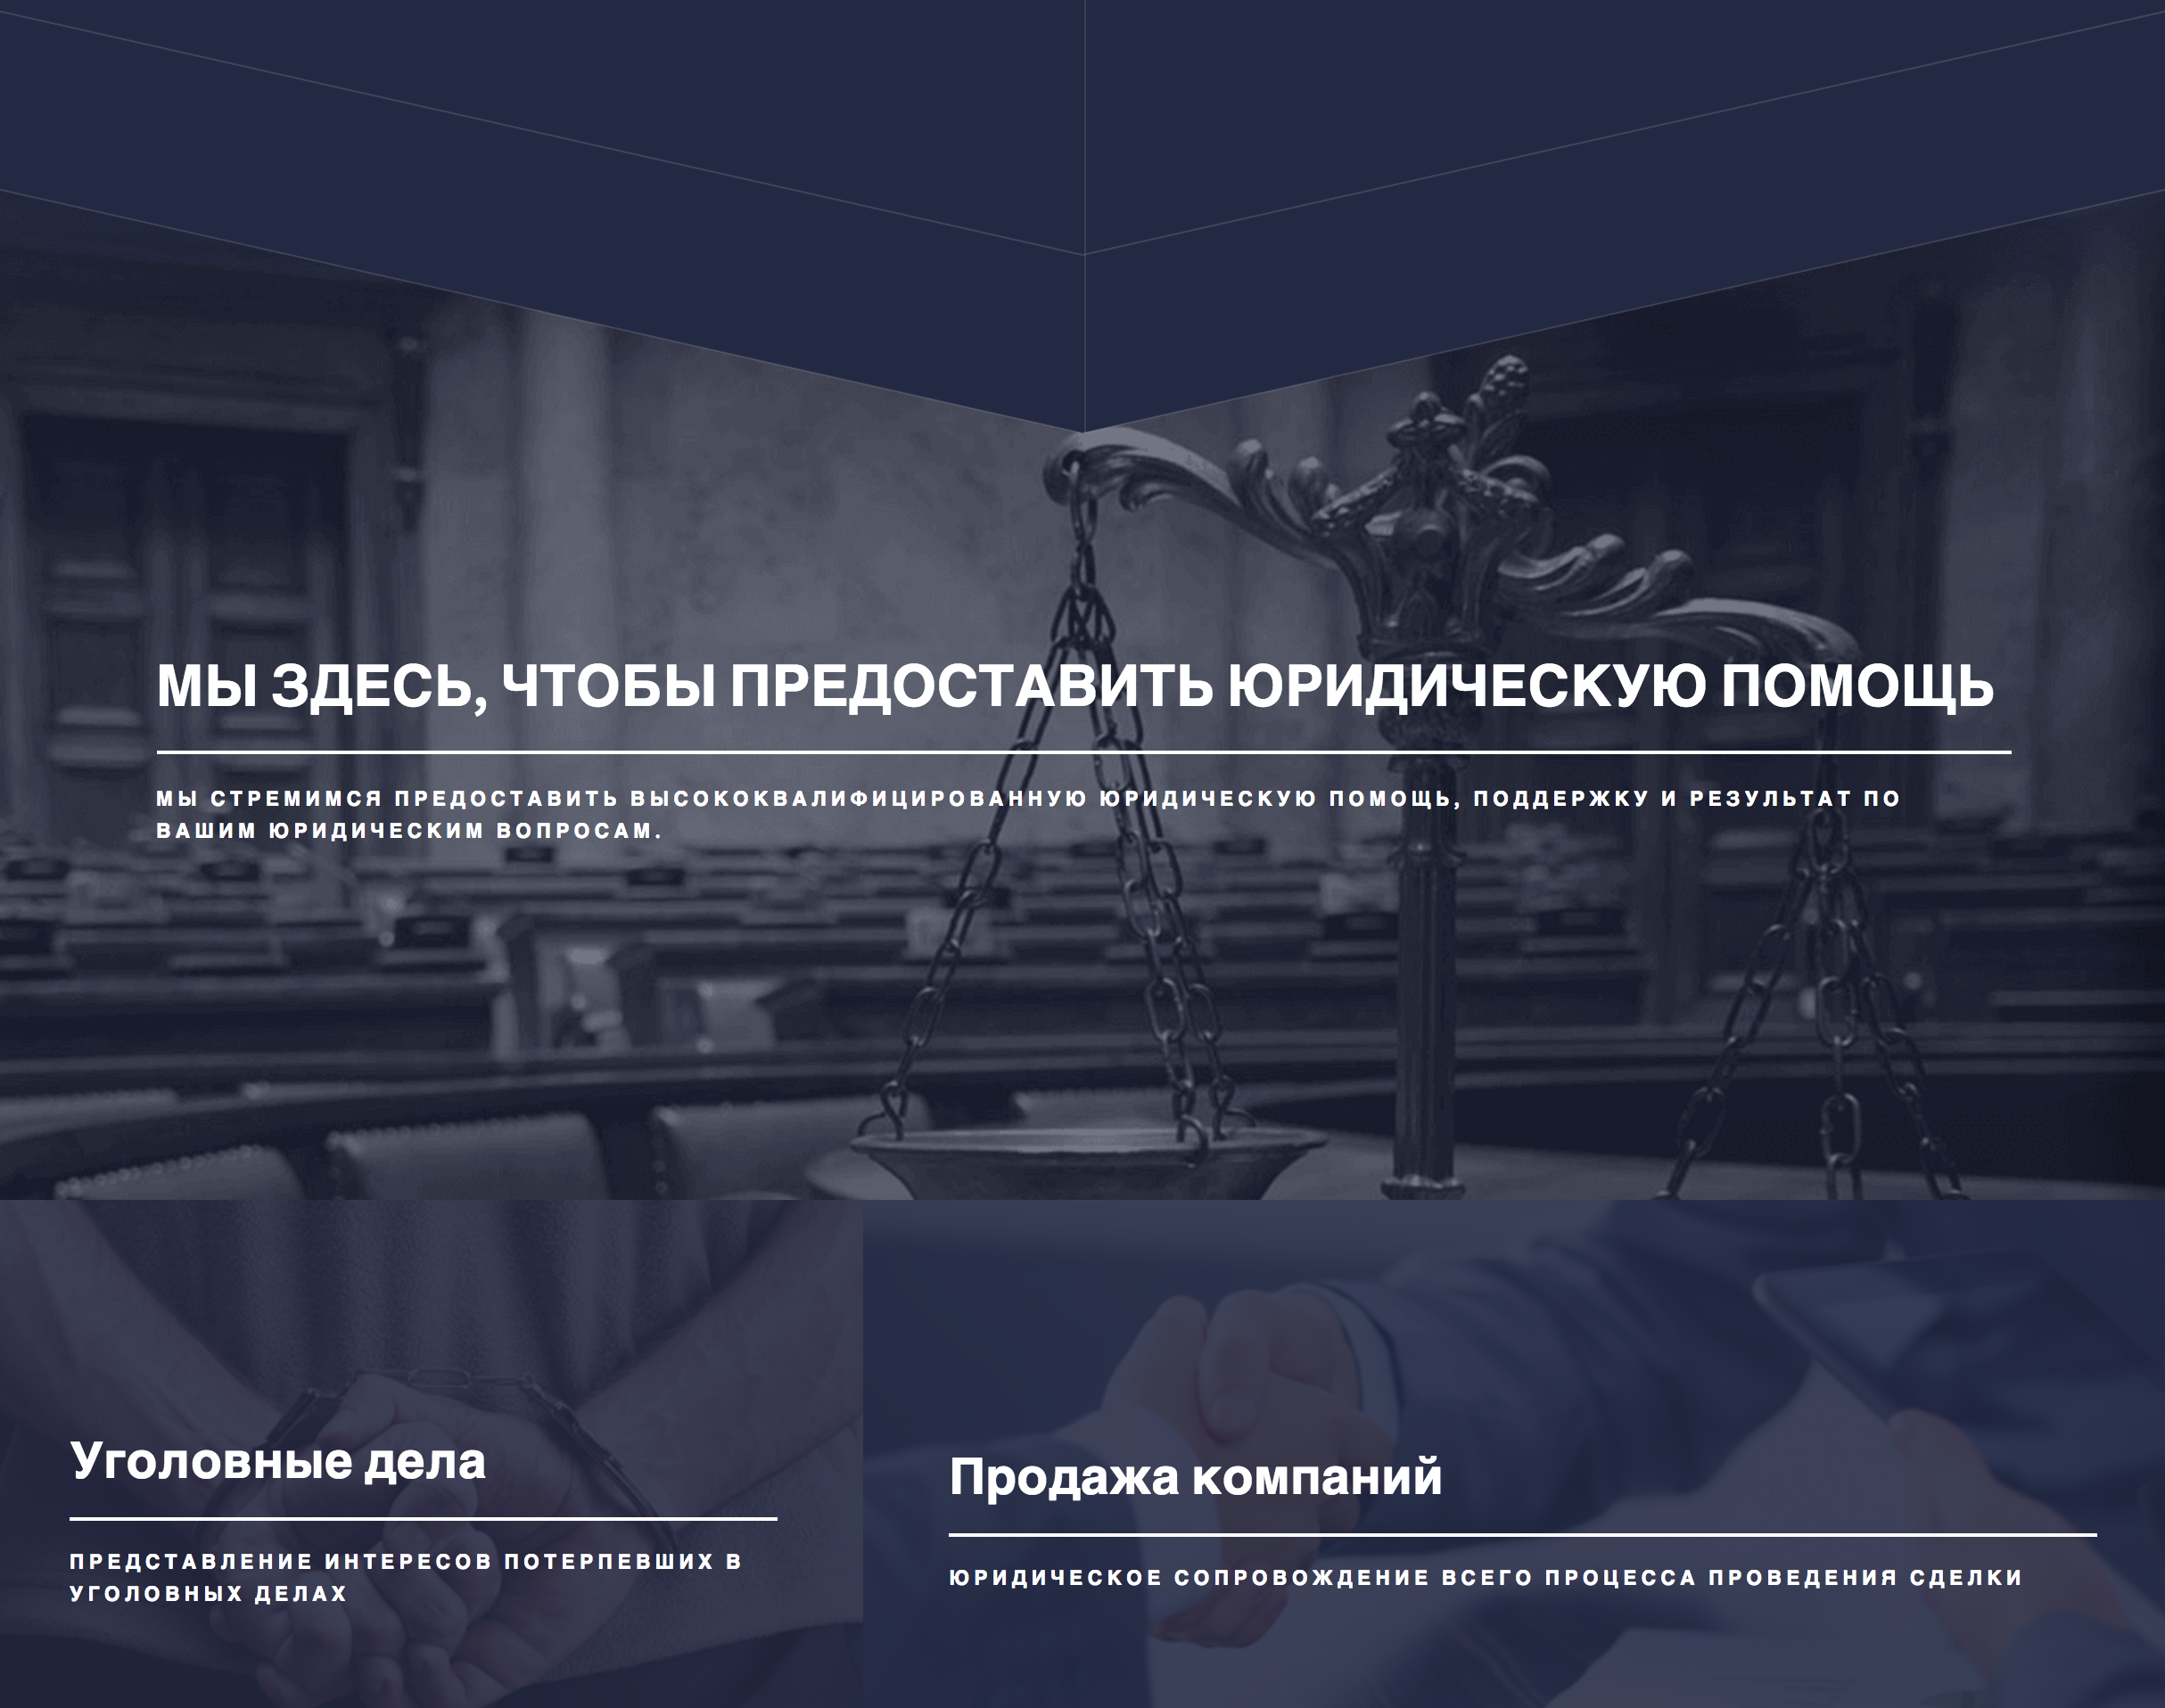 МЫ ЗДЕСЬ, ЧТОБЫ ПРЕДОСТАВИТЬ ЮРИДИЧЕСКУЮ ПОМОЩЬ
МЫ СТРЕМИМСЯ ПРЕДОСТАВИТЬ ВЫСОКОКВАЛИФИЦИРОВАННУЮ ЮРИДИЧЕСКУЮ ПОМОЩЬ, ПОДДЕРЖКУ И РЕЗУЛЬТАТ ПО
ВАШИМ ЮРИДИЧЕСКИМ ВОПРОСАМ.
Уголовные дела
ПРЕДСТАВЛЕНИЕ ИНТЕРЕСОВ ПОТЕРПЕВШИХ В
УГОЛОВНЫХ ДЕЛАХ
Продажа компаний
ЮРИДИЧЕСКОЕ СОПРОВОЖДЕНИЕ ВСЕГО ПРОЦЕССА ПРОВЕДЕНИЯ СДЕЛКИ